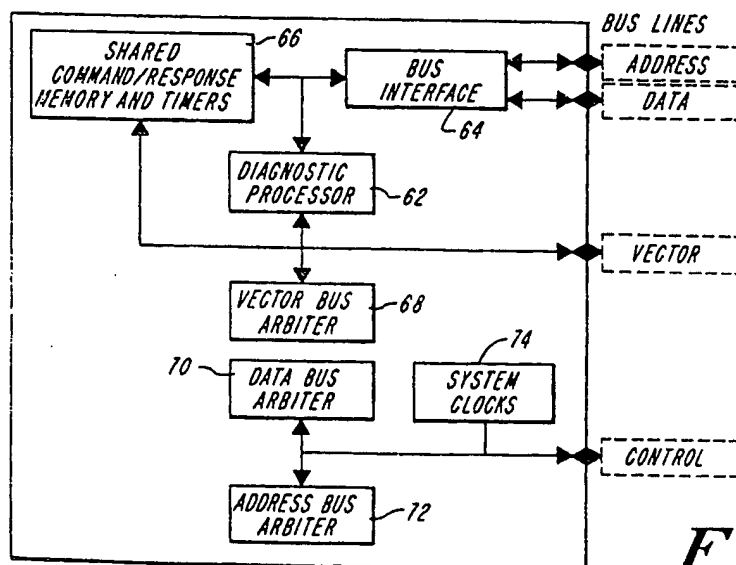 BUS LINES
66
SHARED
COMMAND/RESPONSE
MEMORY AND TIMERS
BUS
INTERFACE
64
ADDRESS
DATA
DIAGNOSTIC
PROCESSOR
62
VECTOR
VECTOR BUS
ARBITER
68
70
DATA BUS
ARBITER
74
SYSTEM
CLOCKS
CONTROL
ADDRESS BUS
ARBITER
72
F